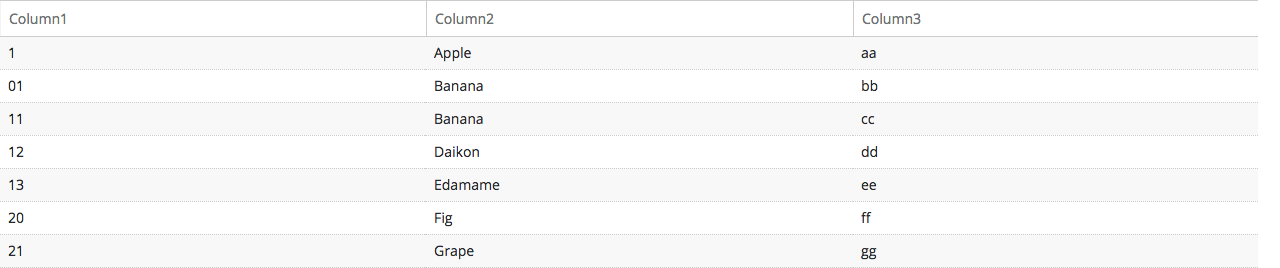 Column1 Column2 Column3
1 Apple aa
01 Banana bb
11 Banana cc
12 Daikon dd
13 Edamame ee
20 Fig ff
21 Grape gg